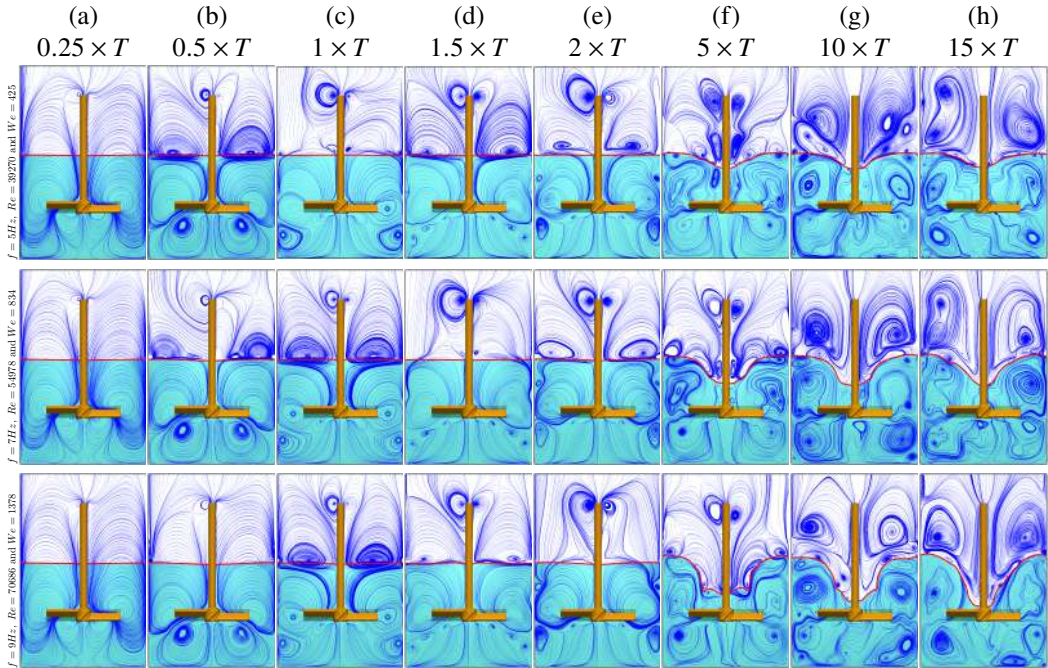 (a) (b) (c) (d) (e) (f) (g) (h)
0.25 × T 0.5 × T 1 × T 1.5 × T 2 × T 5 × T 10 × T 15 × T
f = 5Hz, Re = 39270 and We = 425
f = 7Hz, Re = 54978 and We = 834
f = 9Hz, Re = 70686 and We = 1378